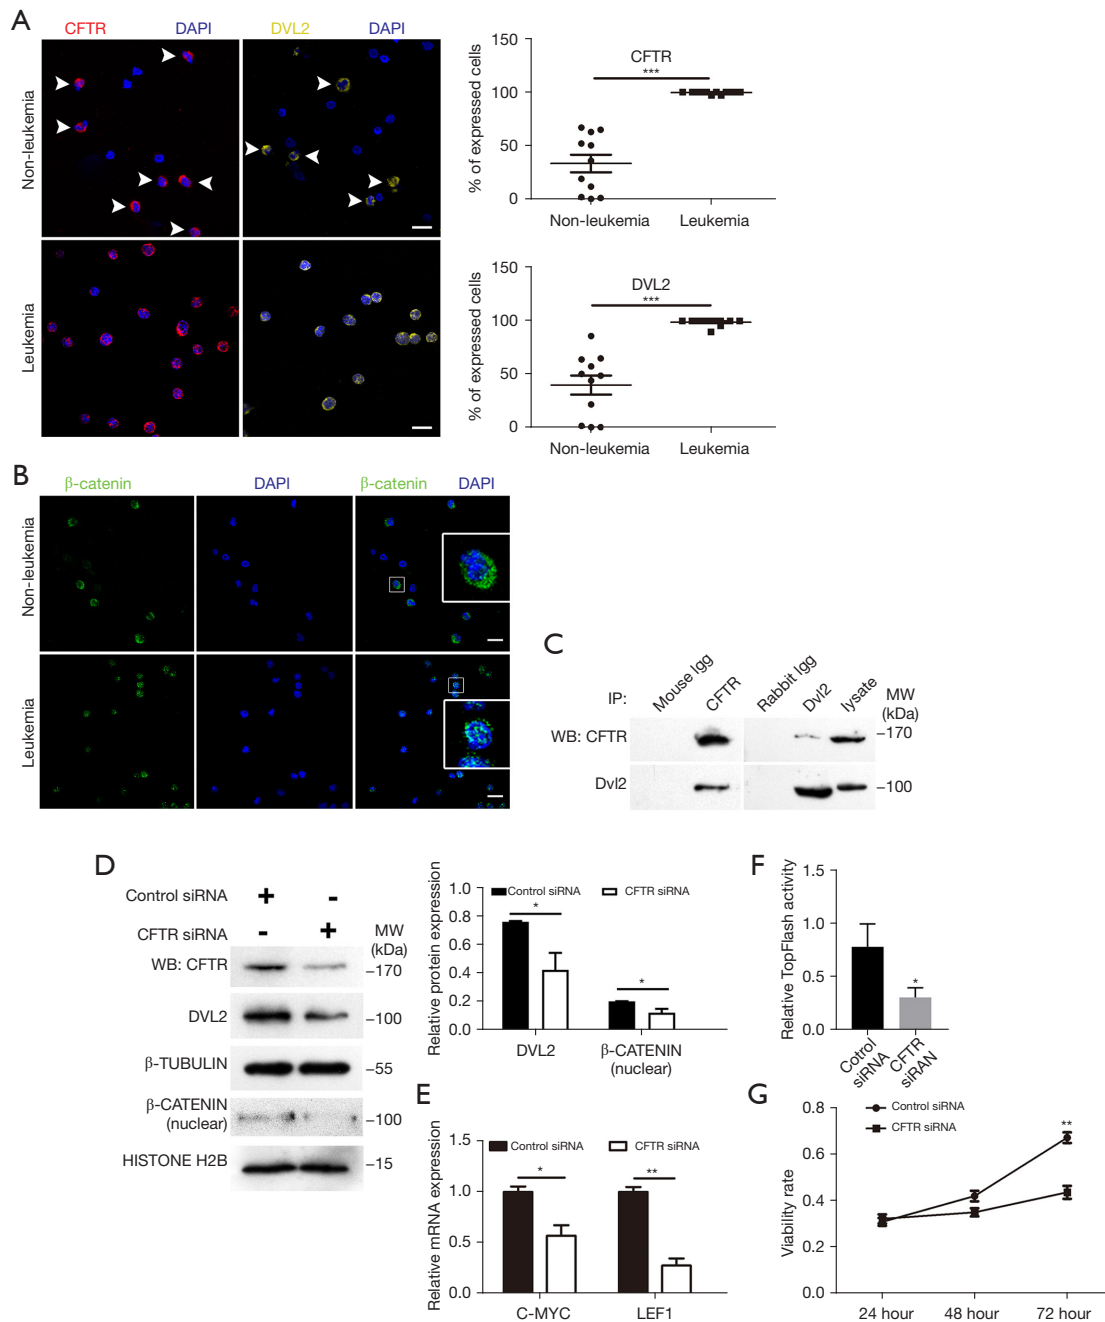 A
CFTR DAPI DVL2 DAPI
Non-leukemia
Leukemia
CFTR
***
% of expressed cells
150
100
50
0
Non-leukemia Leukemia
DVL2
***
% of expressed cells
150
100
50
0
Non-leukemia Leukemia
B
β-catenin DAPI β-catenin DAPI
Non-leukemia
Leukemia
C
IP: Mouse Igg CFTR Rabbit Igg Dvl2 lysate MW (kDa)
WB: CFTR -170
Dvl2 -100
D
Control siRNA + -
CFTR siRNA - + MW (kDa)
WB: CFTR -170
DVL2 -100
β-TUBULIN -55
β-CATENIN (nuclear) -100
HISTONE H2B -15
Relative protein expression
1.0
0.8
0.6
0.4
0.2
0.0
Control siRNA CFTR siRNA
*
*
DVL2 β-CATENIN
(nuclear)
E
Relative mRNA expression
1.5
1.0
0.5
0.0
Control siRNA CFTR siRNA
*
**
C-MYC LEF1
F
Relative TopFlash activity
1.5
1.0
0.5
0.0
*
Cotrol siRNA
CFTR siRAN
G
Viability rate
0.8
0.6
0.4
0.2
0.0
Control siRNA
CFTR siRNA
**
24 hour 48 hour 72 hour